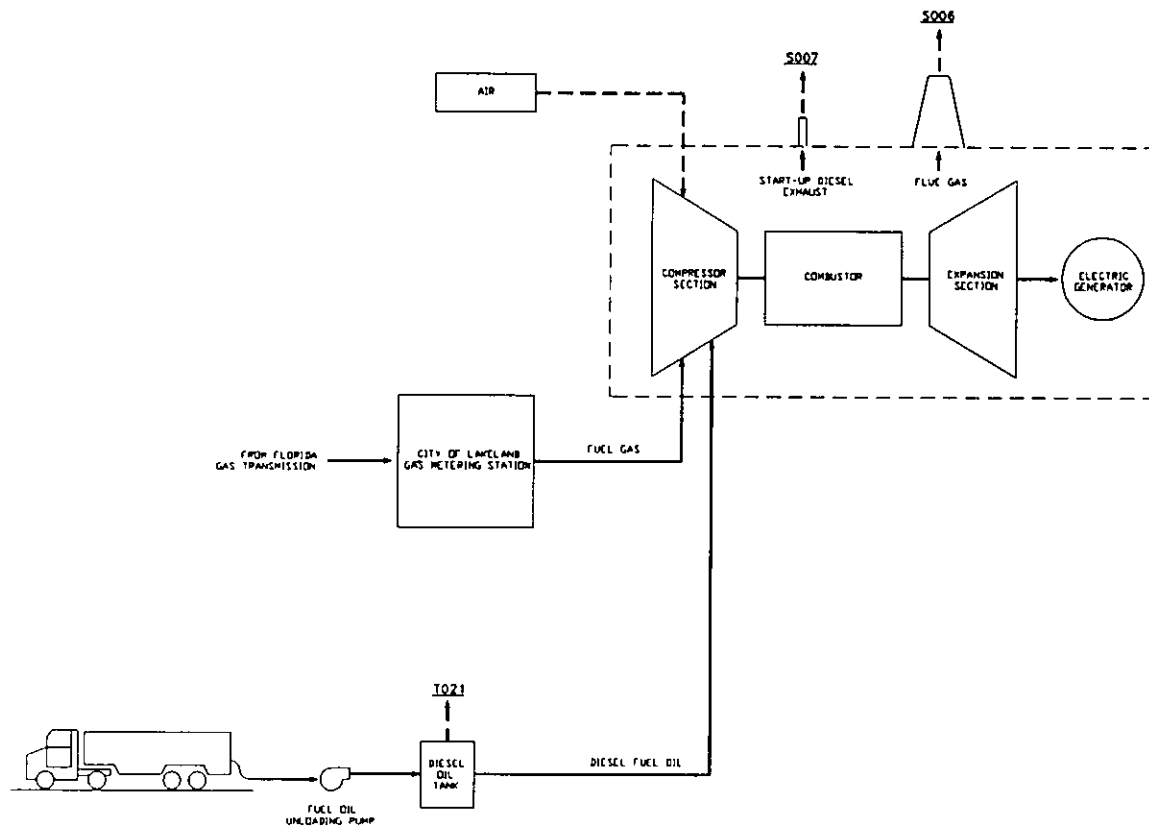 S006
S007
AIR
START-UP DIESEL
EXHAUST
FLUE GAS
COMPRESSOR
SECTION
COMBUSTOR
EXPANSION
SECTION
ELECTRIC
GENERATOR
FROM FLORIDA
GAS TRANSMISSION
CITY OF LAKELAND
GAS METERING STATION
FUEL GAS
T021
DIESEL
OIL
TANK
DIESEL FUEL OIL
FUEL OIL
UNLOADING PUMP